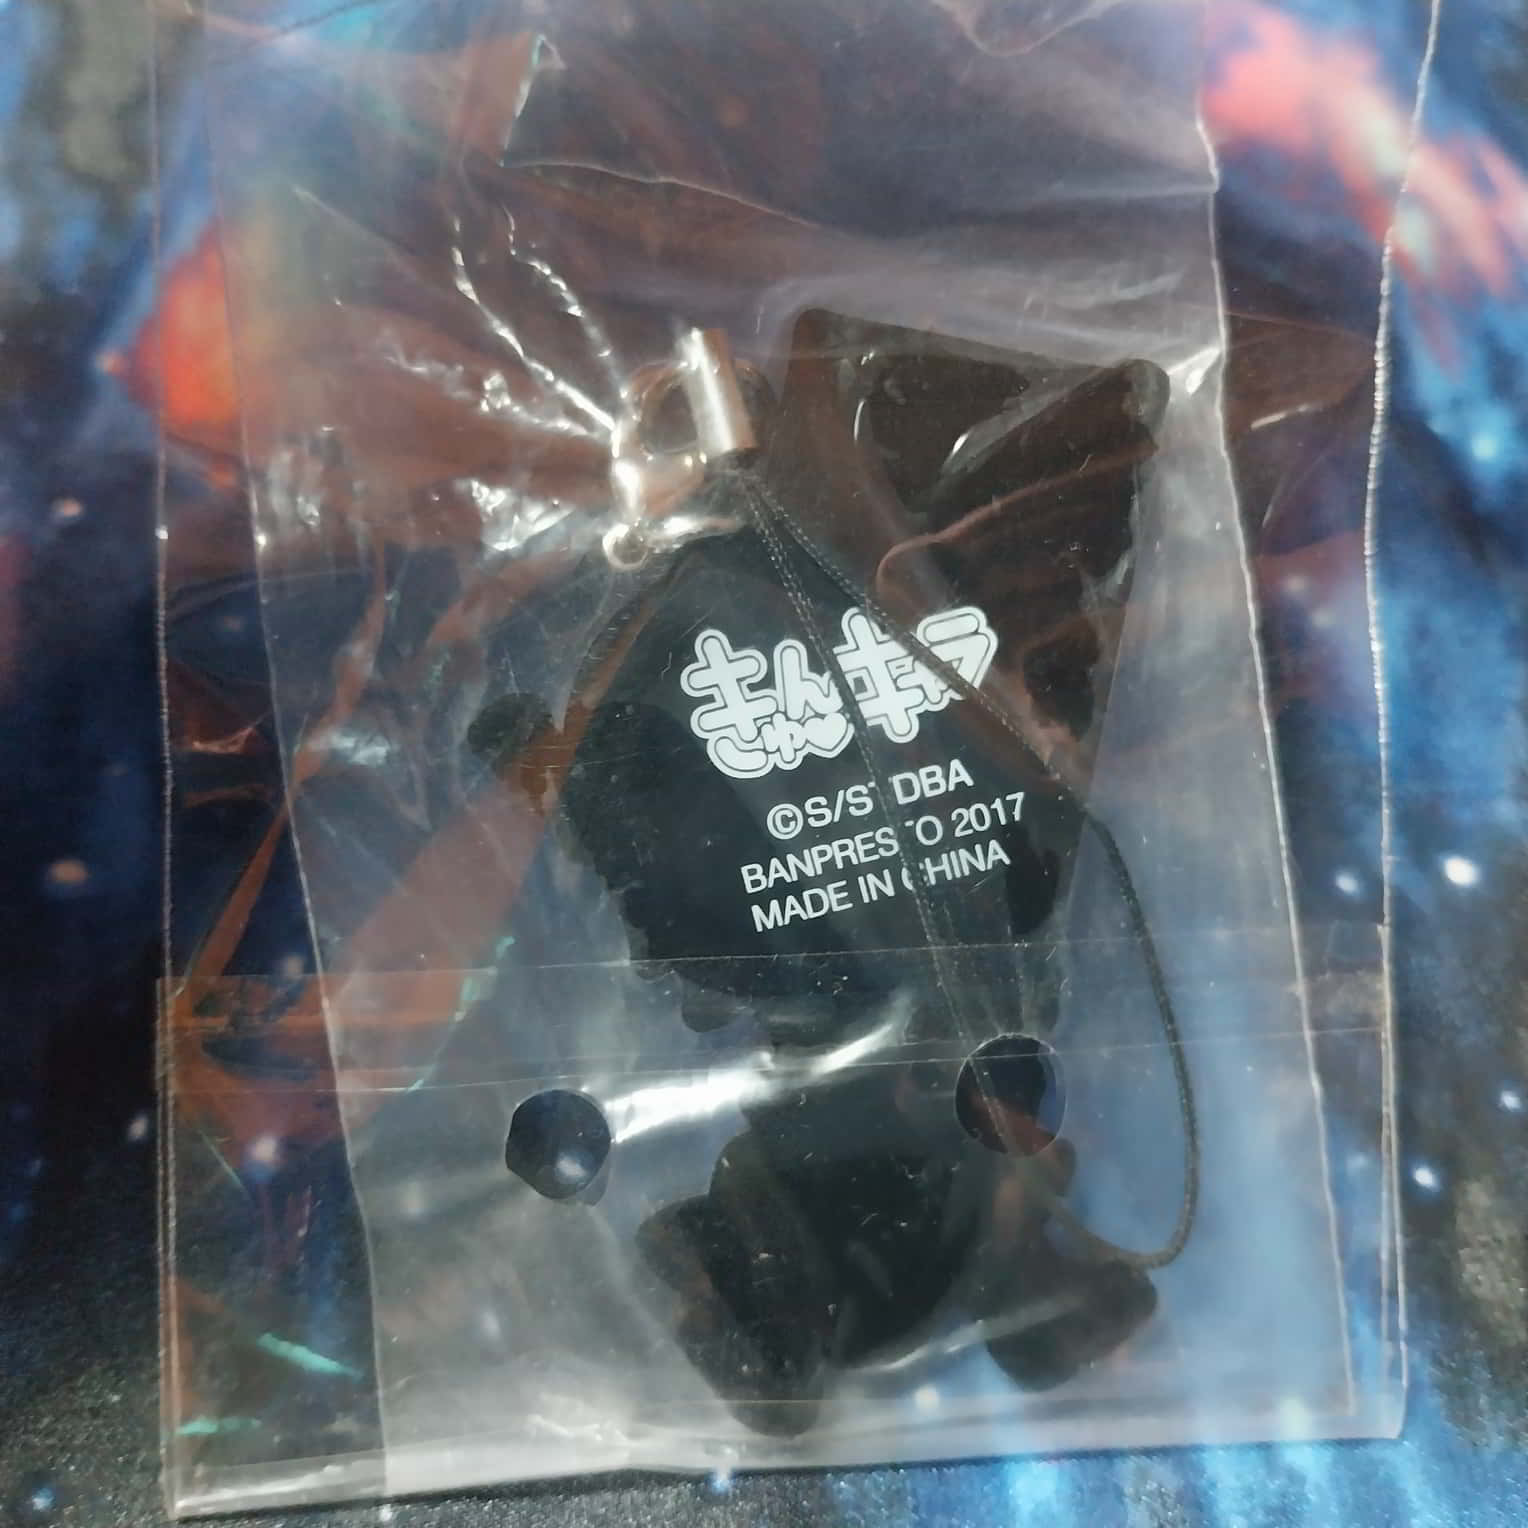 きゅんキャラ
©S/ST DBA
BANPRESTO 2017
MADE IN CHINA